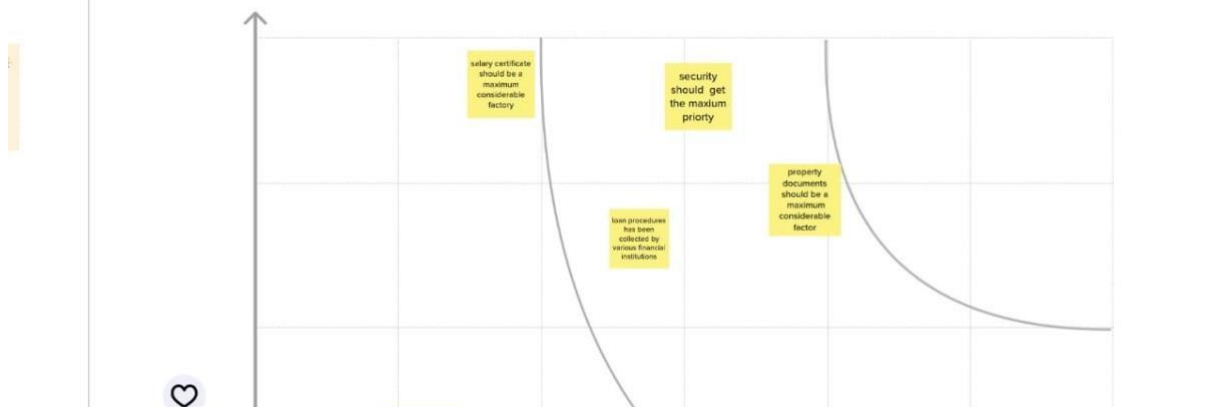 salary certificate
should be a
maximum
considerable
factory
security
should get
the maxium
priorty
property
documents
should be a
maximum
considerable
factor
loan procedures
has been
collected by
various financial
institutions